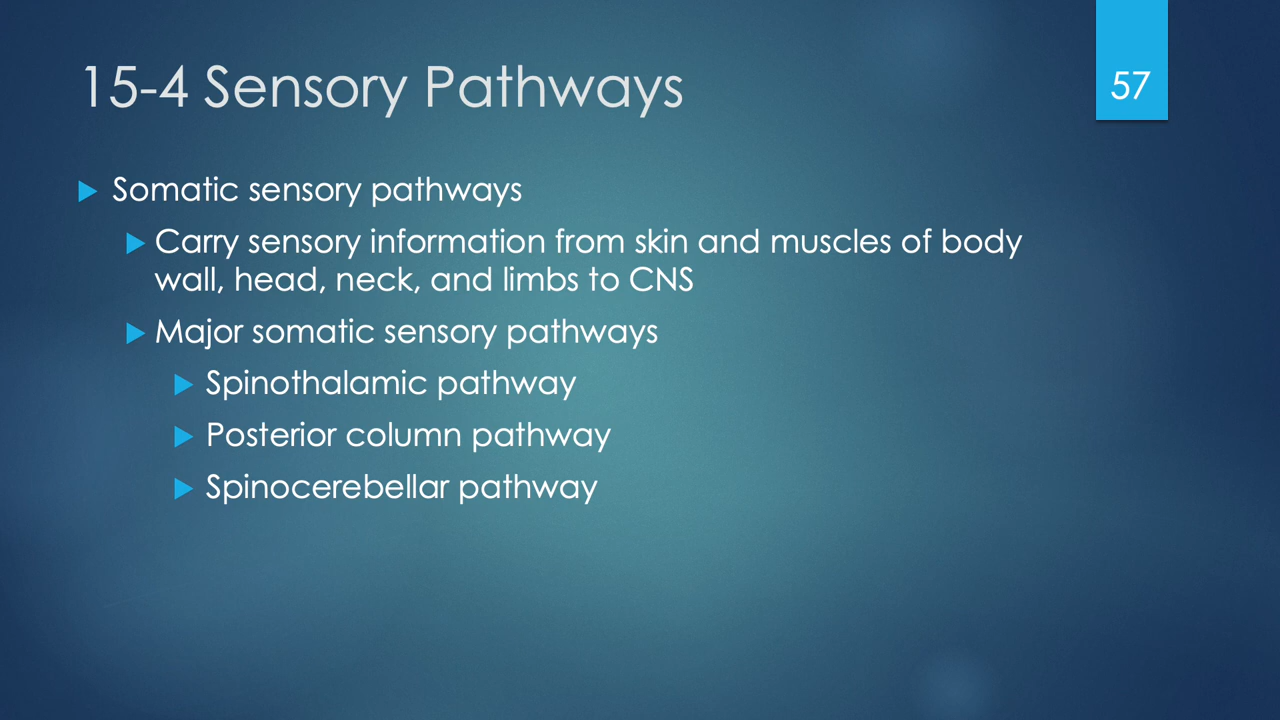 15-4 Sensory Pathways
57
Somatic sensory pathways
Carry sensory information from skin and muscles of body
wall, head, neck, and limbs to CNS
Major somatic sensory pathways
Spinothalamic pathway
Posterior column pathway
Spinocerebellar pathway